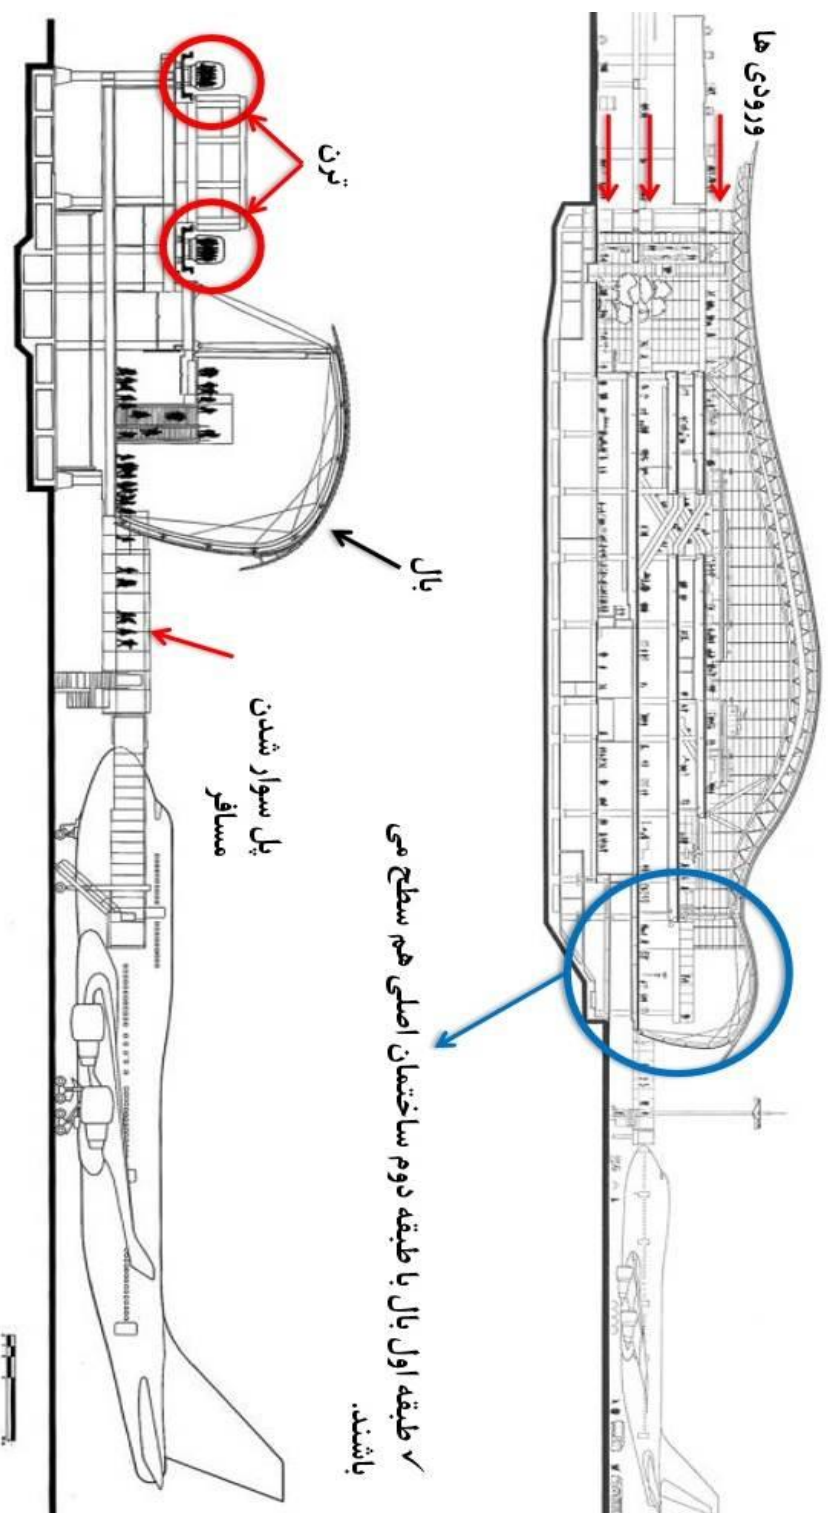 ورودی ها
ترن
بال
پل سوار شدن
مسافر
✓ طبقه اول بال با طبقه دوم ساختمان اصلی هم سطح می
باشند.